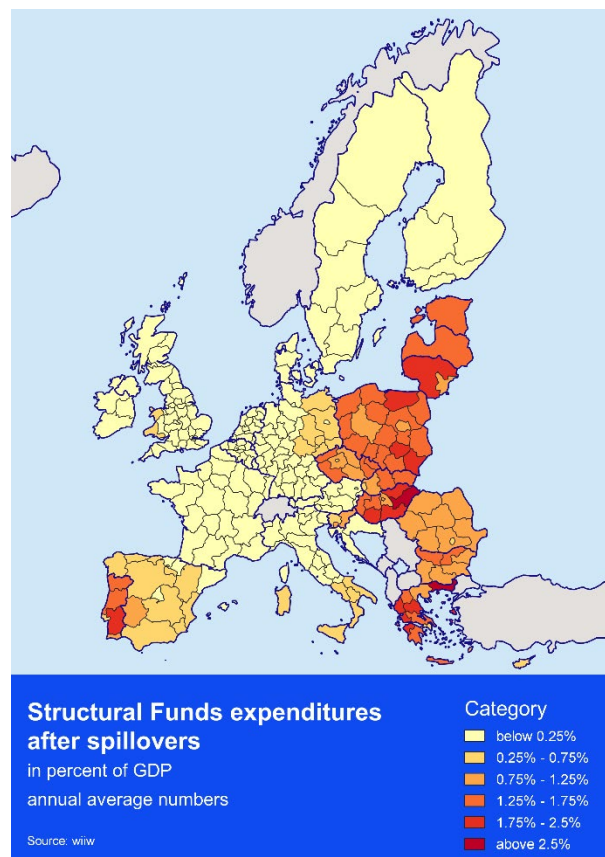 Structural Funds expenditures
after spillovers
in percent of GDP
annual average numbers
Source: wiiw
Category
below 0.25%
0.25% - 0.75%
0.75% - 1.25%
1.25% - 1.75%
1.75% - 2.5%
above 2.5%